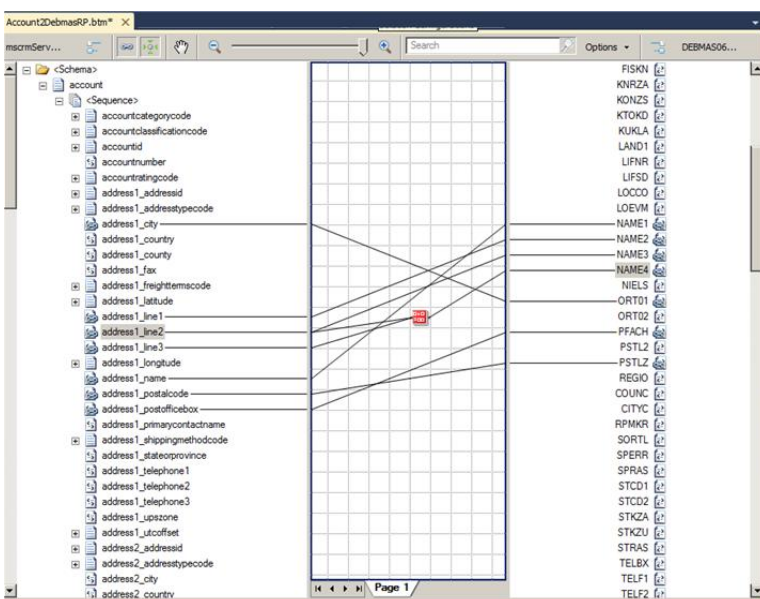 Account2DebmasRP.btm* X
mscrmServ...
Search
Options
DEBMAS06...
<Schema>
account
<Sequence>
accountcategorycode
accountclassificationcode
accountid
accountnumber
accountratingcode
address1_addressid
address1_addresstypecode
address1_city
address1_country
address1_county
address1_fax
address1_freighttermscode
address1_latitude
address1_line1
address1_line2
address1_line3
address1_longitude
address1_name
address1_postalcode
address1_postofficebox
address1_primarycontactname
address1_shippingmethodcode
address1_stateorprovince
address1_telephone1
address1_telephone2
address1_telephone3
address1_upszone
address1_utcoffset
address2_addressid
address2_addresstypecode
address2_city
address2_country
Page 1
FISKN
KNRZA
KONZS
KTOKD
KUKLA
LAND1
LIFNR
LIFSD
LOCCO
LOEVM
NAME1
NAME2
NAME3
NAME4
NIELS
ORT01
ORT02
PFACH
PSTL2
PSTLZ
REGIO
COUNC
CITYC
RPMKR
SORTL
SPERR
SPRAS
STCD1
STCD2
STKZA
STKZU
STRAS
TELBX
TELF1
TELF2